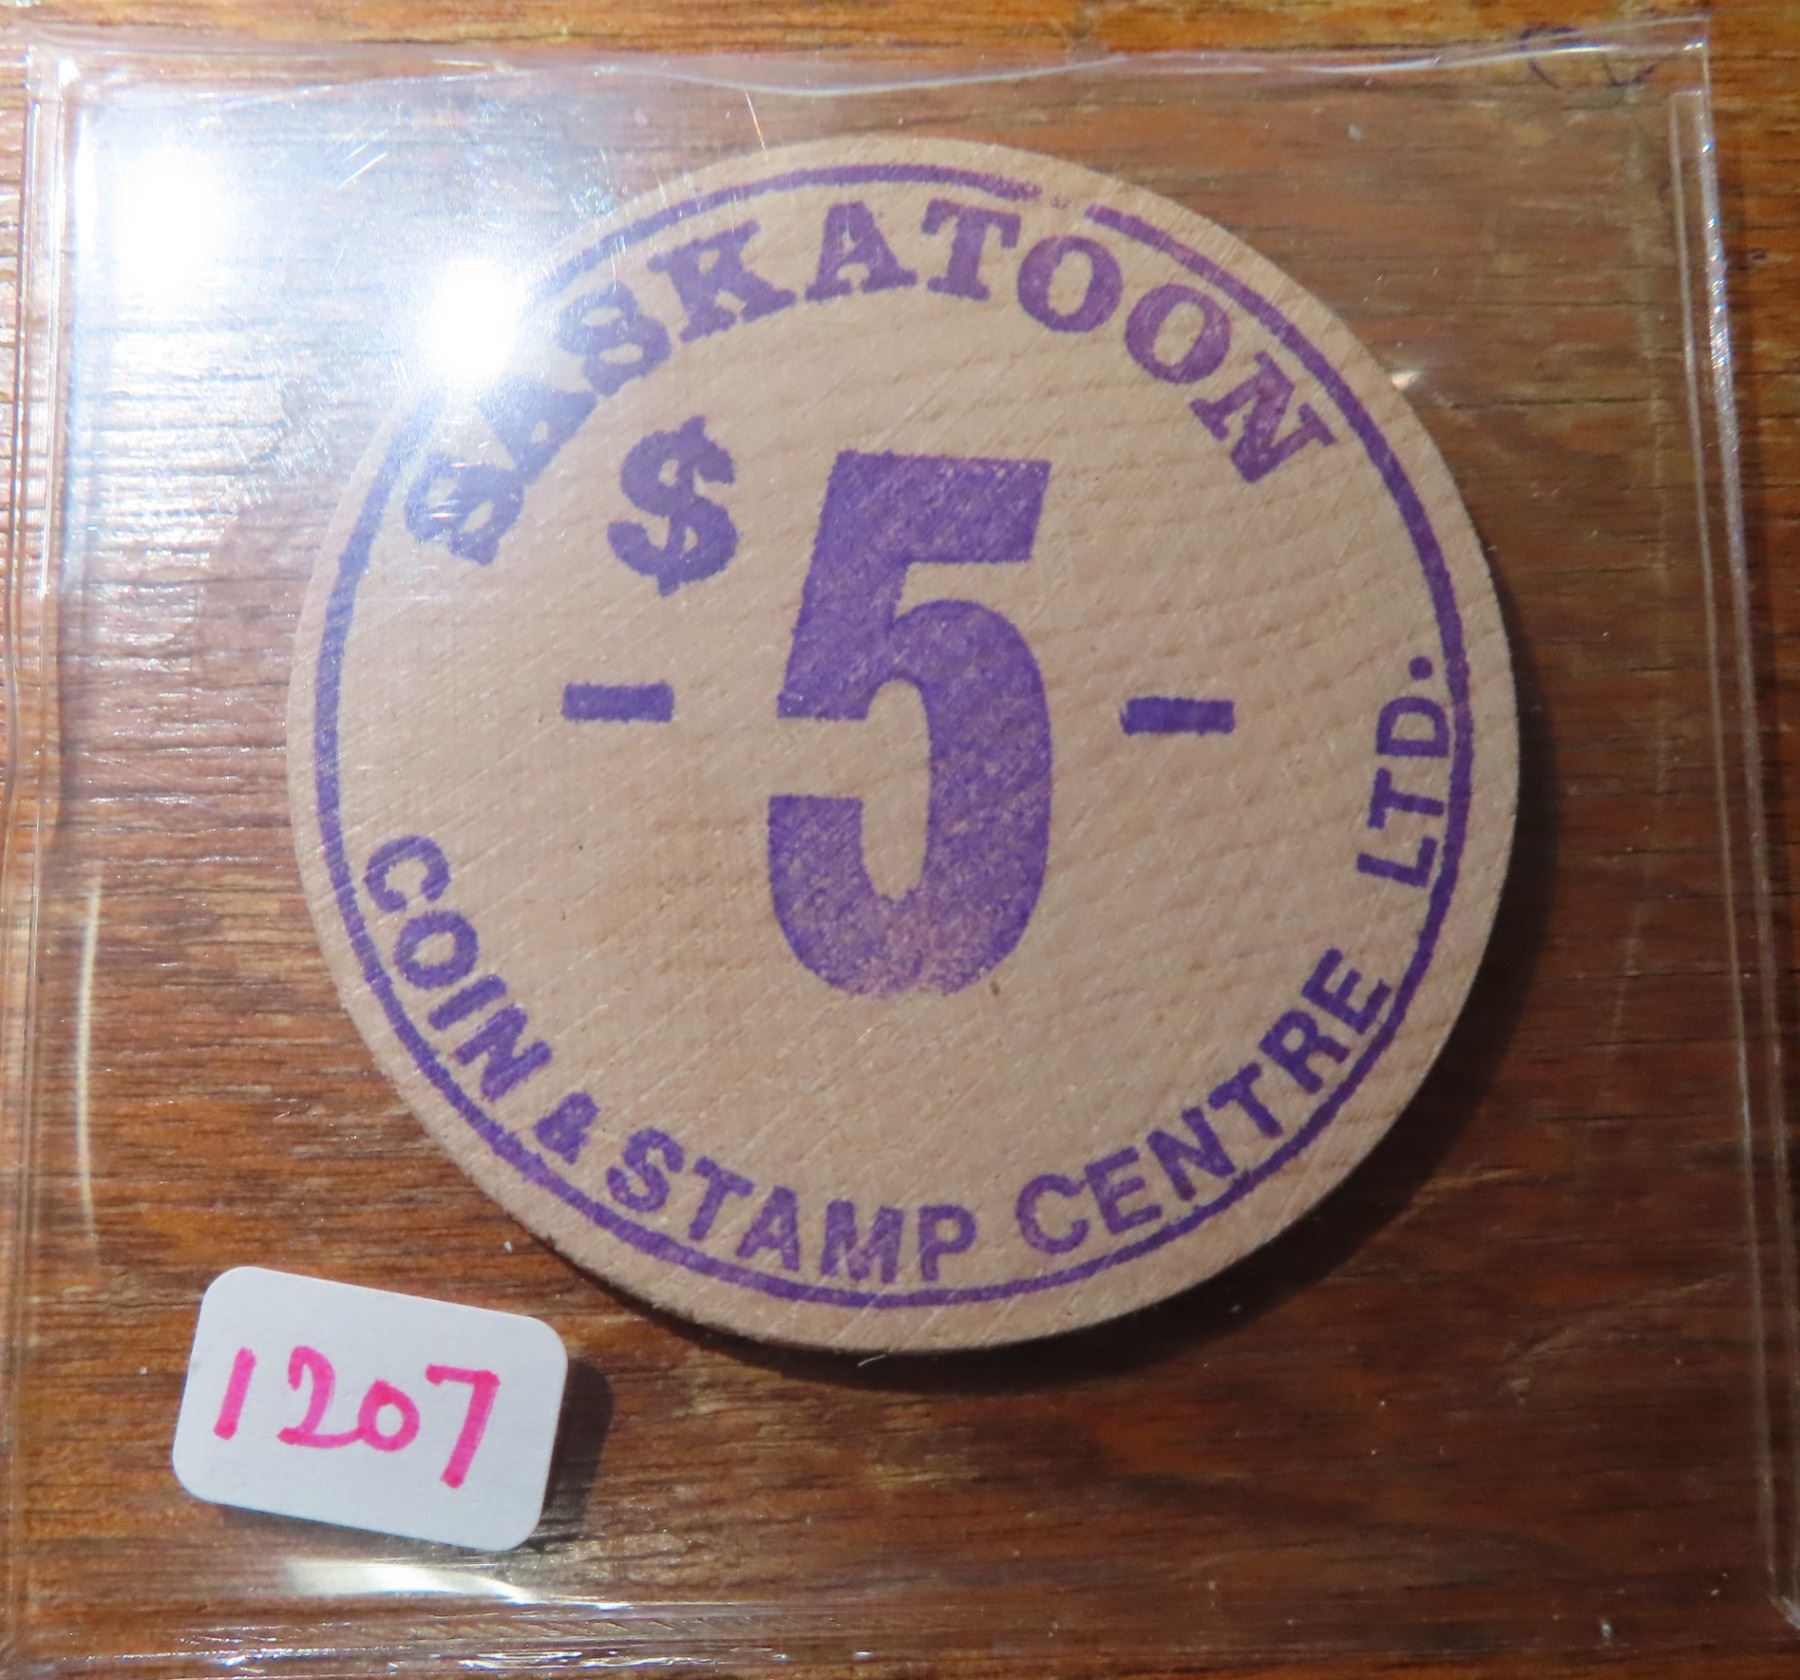 SASKATOON
$
- 5 -
COIN & STAMP CENTRE LTD.
1207